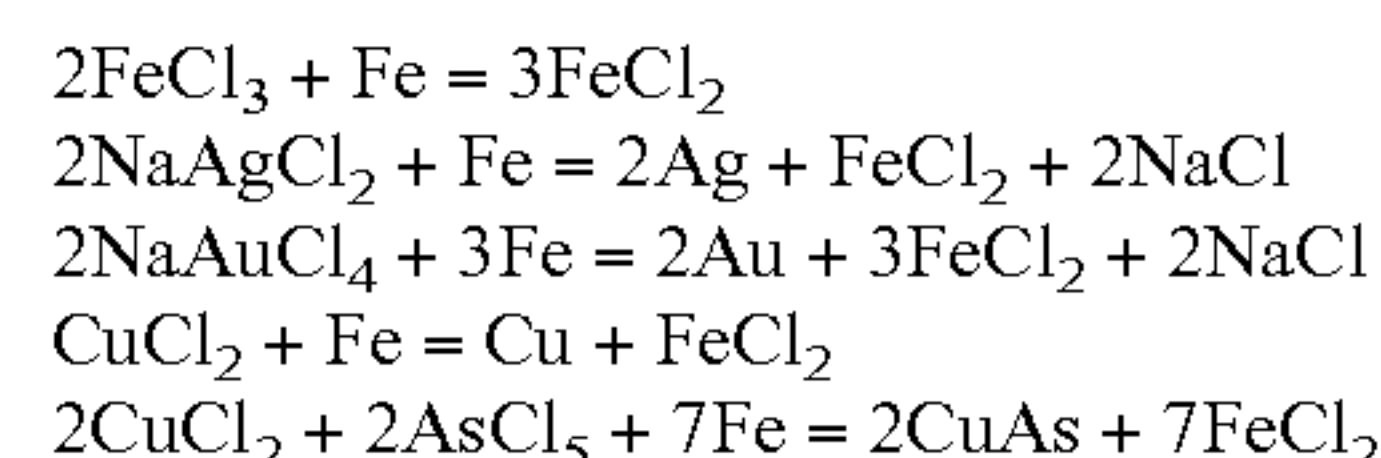 2FeCl₃ + Fe = 3FeCl₂
2NaAgCl₂ + Fe = 2Ag + FeCl₂ + 2NaCl
2NaAuCl₄ + 3Fe = 2Au + 3FeCl₂ + 2NaCl
CuCl₂ + Fe = Cu + FeCl₂
2CuCl₂ + 2AsCl₅ + 7Fe = 2CuAs + 7FeCl₂